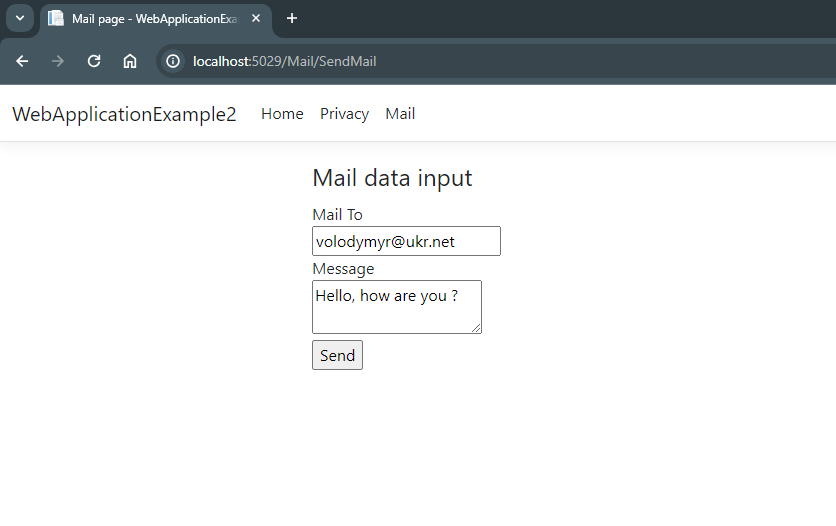 Mail page - WebApplicationExa
localhost:5029/Mail/SendMail
WebApplicationExample2 Home Privacy Mail
Mail data input
Mail To
volodymyr@ukr.net
Message
Hello, how are you ?
Send